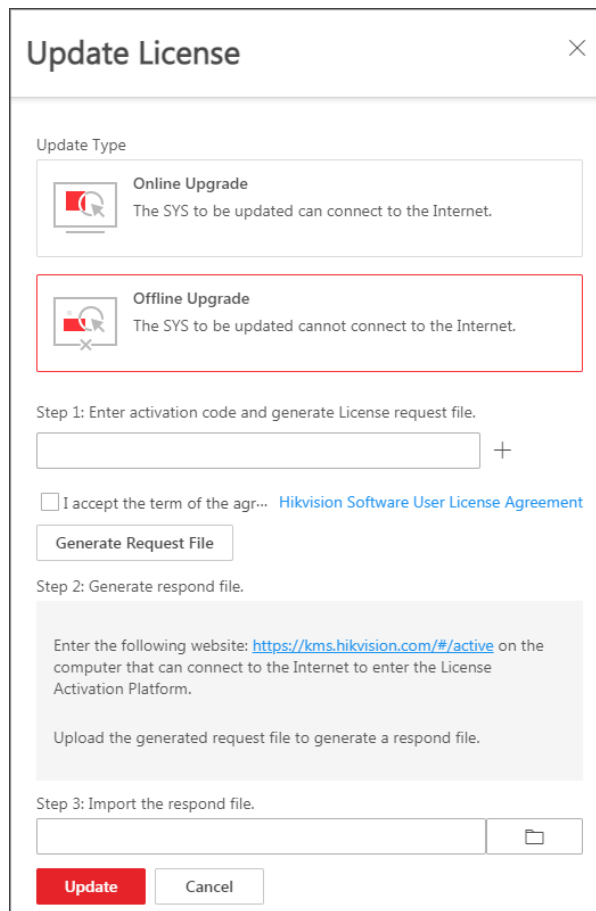 Update License
Update Type
Online Upgrade
The SYS to be updated can connect to the Internet.
Offline Upgrade
The SYS to be updated cannot connect to the Internet.
Step 1: Enter activation code and generate License request file.
I accept the term of the agr... Hikvision Software User License Agreement
Generate Request File
Step 2: Generate respond file.
Enter the following website: https://kms.hikvision.com/#/active on the
computer that can connect to the Internet to enter the License
Activation Platform.
Upload the generated request file to generate a respond file.
Step 3: Import the respond file.
Update Cancel